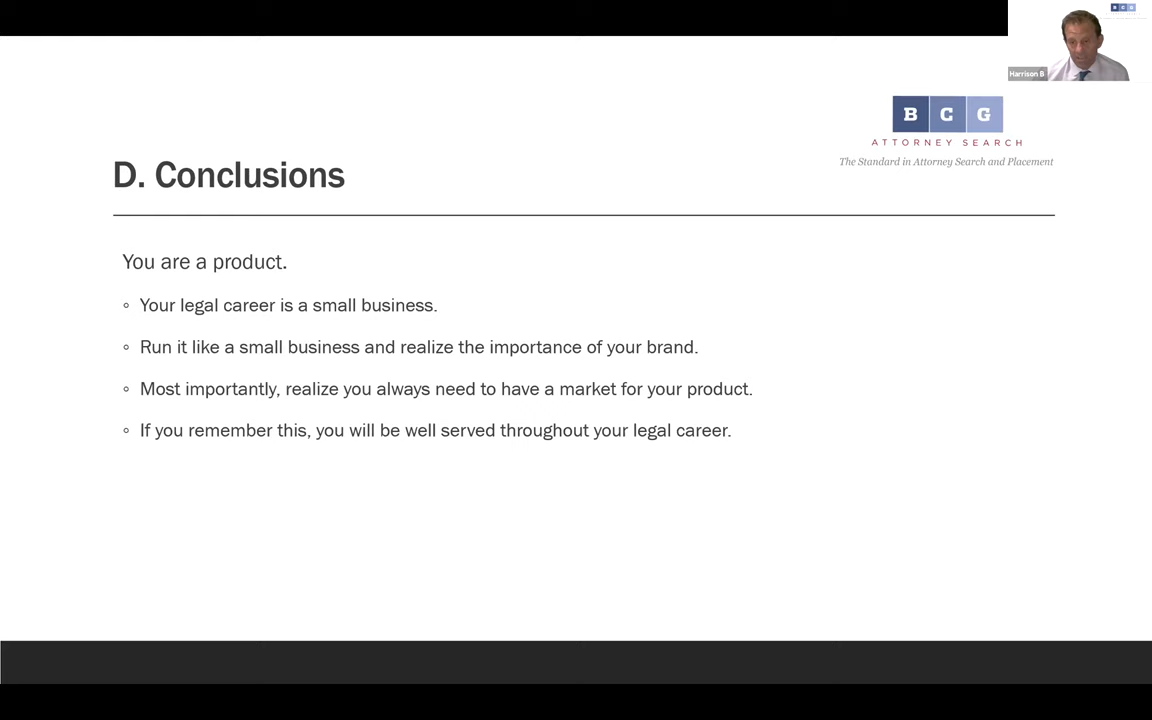 B C G
Harrison B
B C G
ATTORNEY SEARCH
The Standard in Attorney Search and Placement
D. Conclusions
You are a product.
◦ Your legal career is a small business.
◦ Run it like a small business and realize the importance of your brand.
◦ Most importantly, realize you always need to have a market for your product.
◦ If you remember this, you will be well served throughout your legal career.